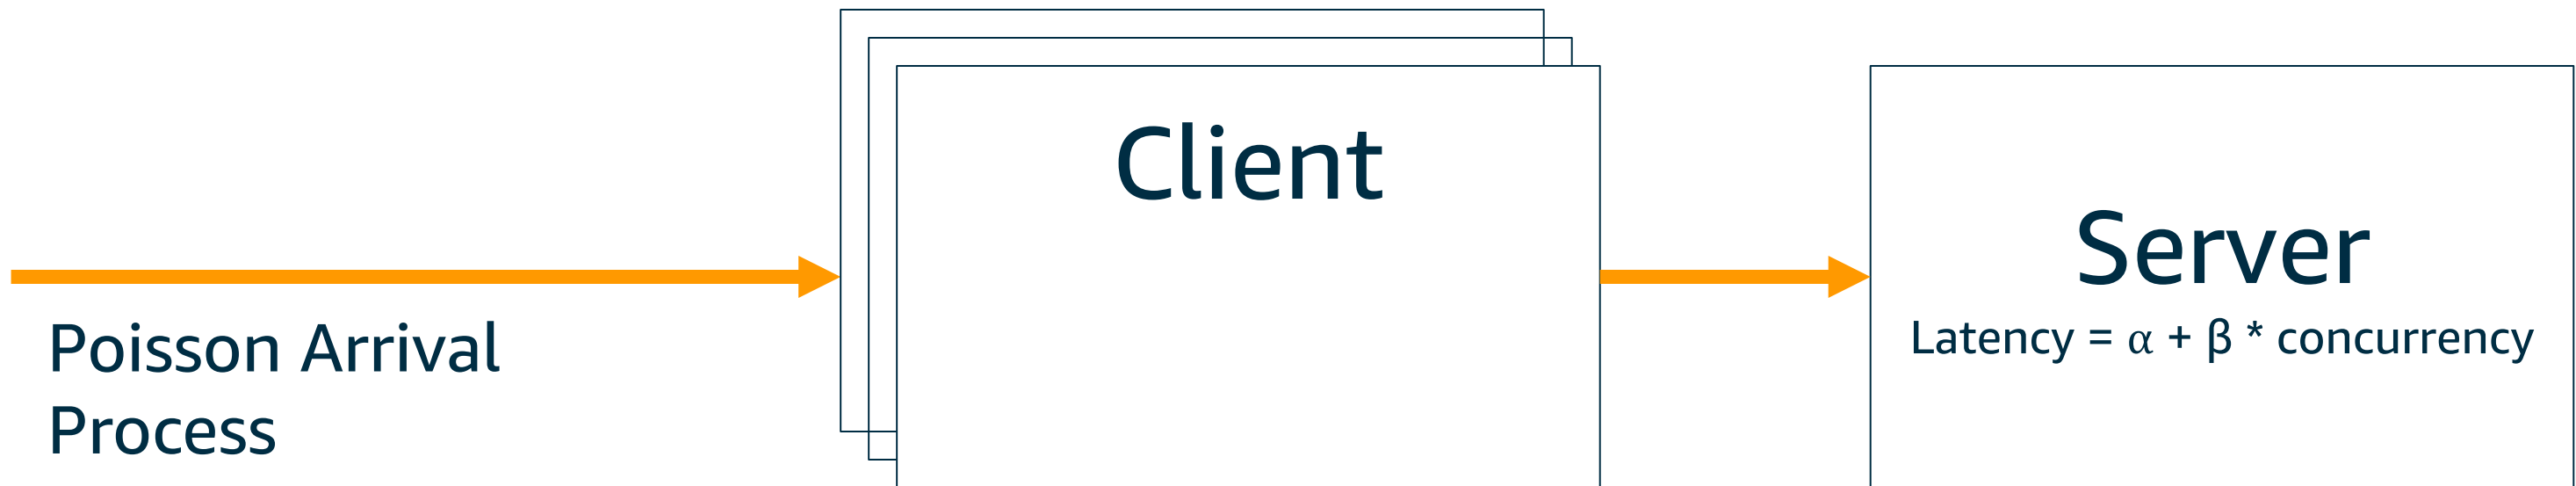 Client
Server
Latency = α + β * concurrency
Poisson Arrival
Process